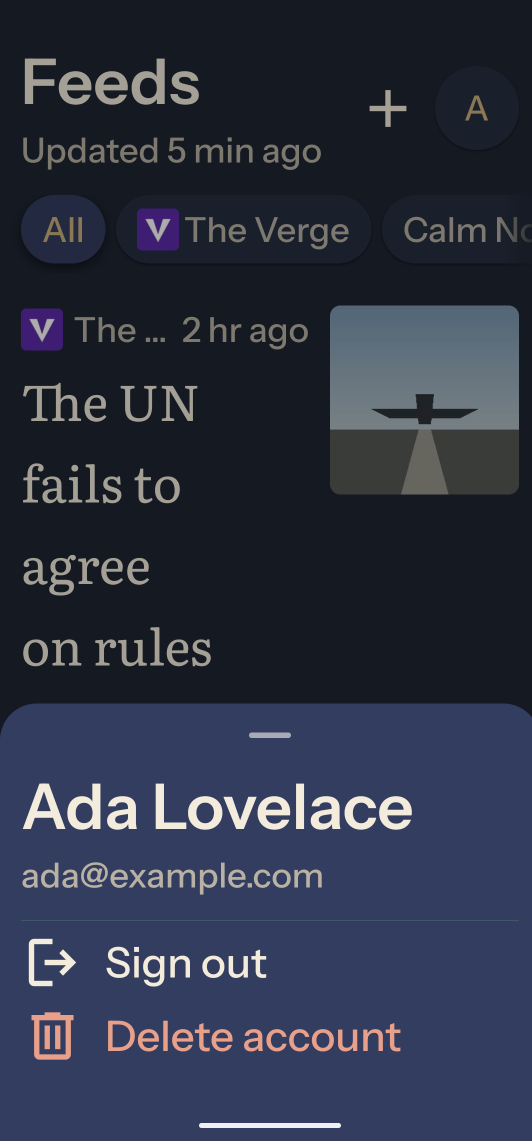 Feeds
Updated 5 min ago
A
All
The Verge
Calm No
The ... 2 hr ago
The UN
fails to
agree
on rules
Ada Lovelace
ada@example.com
Sign out
Delete account